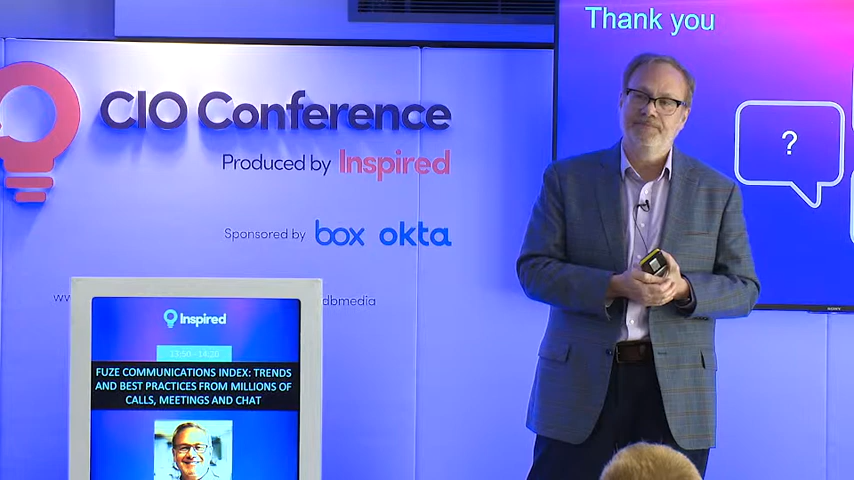 Thank you
?
CIO Conference
Produced by Inspired
Sponsored by box okta
dbmedia
Inspired
FUZE COMMUNICATIONS INDEX: TRENDS
AND BEST PRACTICES FROM MILLIONS OF
CALLS, MEETINGS AND CHAT
SONY